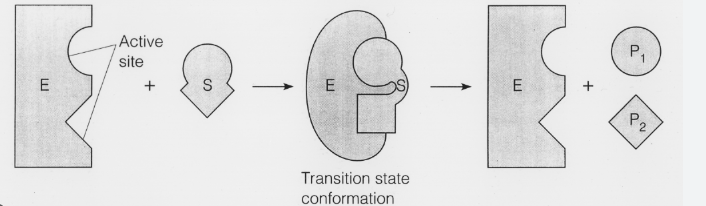 Active
site
E
+
S
E
S
E
+
P1
P2
Transition state
conformation